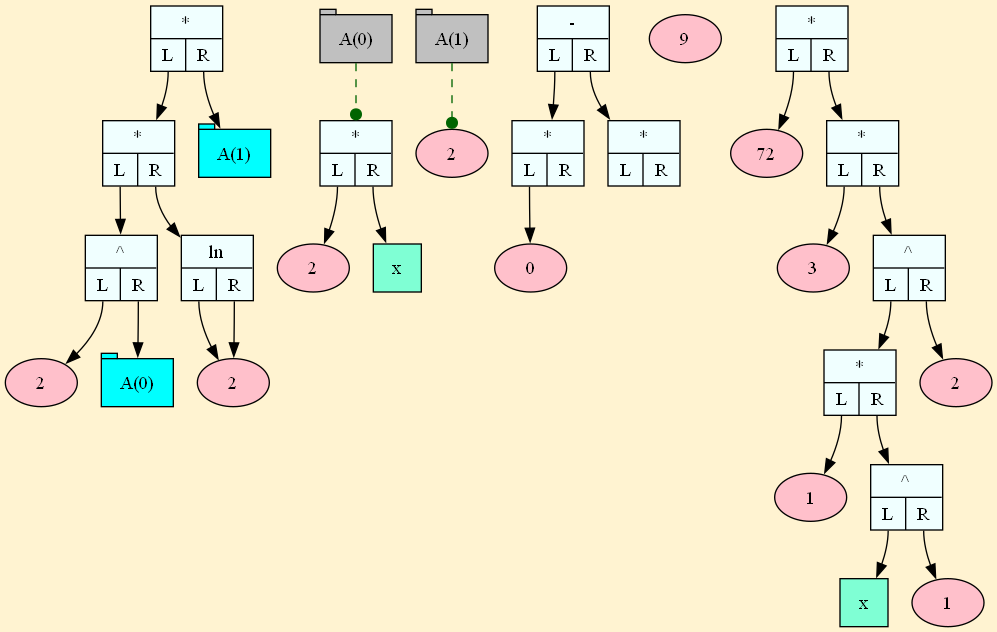 * A(0) A(1) - 9 *
L R L R L R
* A(1) * 2 * * 72 *
L R L R L R L R L R
^ ln 2 x 0 3 ^
L R L R L R
2 A(0) 2 * 2
L R
1 ^
L R
x 1